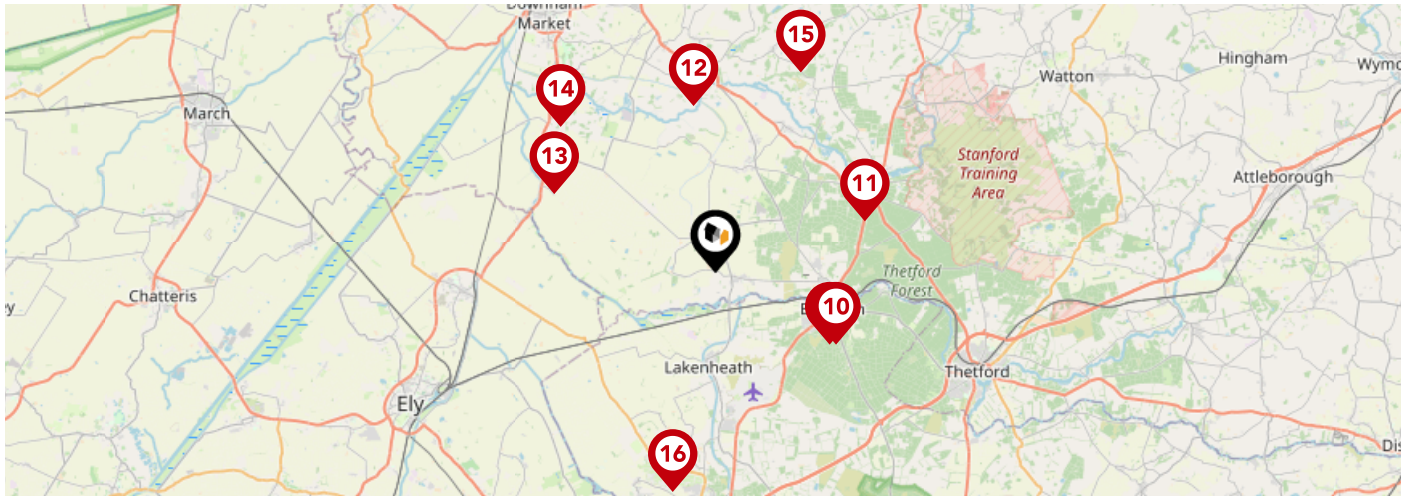 Downham
Market
15
Hingham
12
Watton
14
March
13
Stanford
Training
Area
Attleborough
11
Thetford
Forest
Chatteris
10
Lakenheath
Thetford
Ely
16